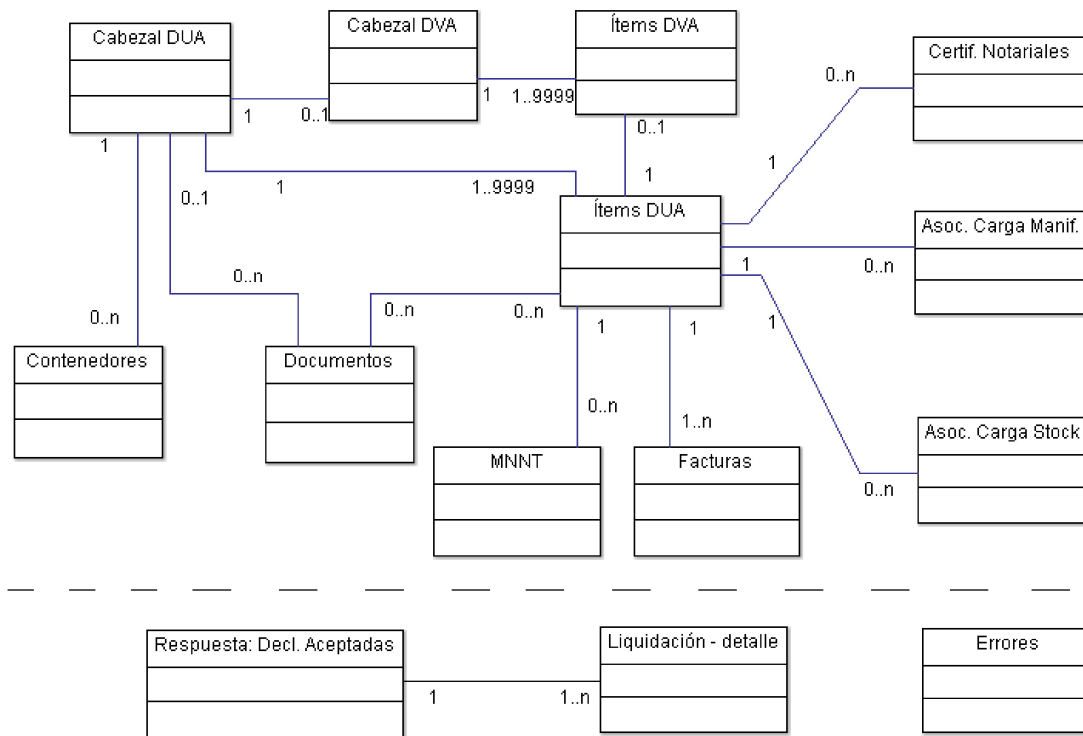 Cabezal DUA
Cabezal DVA
Ítems DVA
Certif. Notariales
0..n
1
0..1
1
1..9999
0..1
1
1
0..1
1
1..9999
1
Ítems DUA
Asoc. Carga Manif.
1
0..n
0..n
0..n
0..n
0..n
1
1
1
Contenedores
Documentos
0..n
1..n
Asoc. Carga Stock
MNNT
Facturas
0..n
Respuesta: Decl. Aceptadas
Liquidación - detalle
Errores
1
1..n